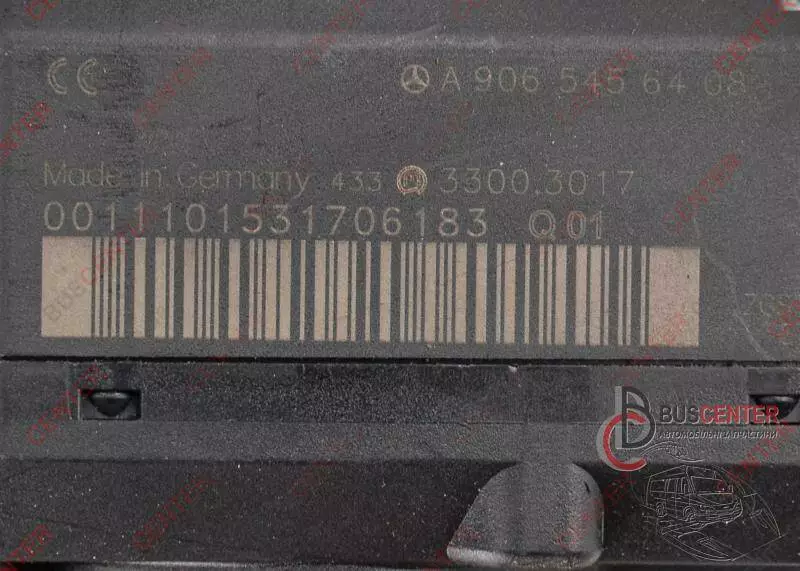 CE A 906 545 64 08
Made in Germany 433 3300.3017
0011101531706183 Q01
BUSCENTER
АВТОМОБІЛЬНІ ЗАПЧАСТИНИ